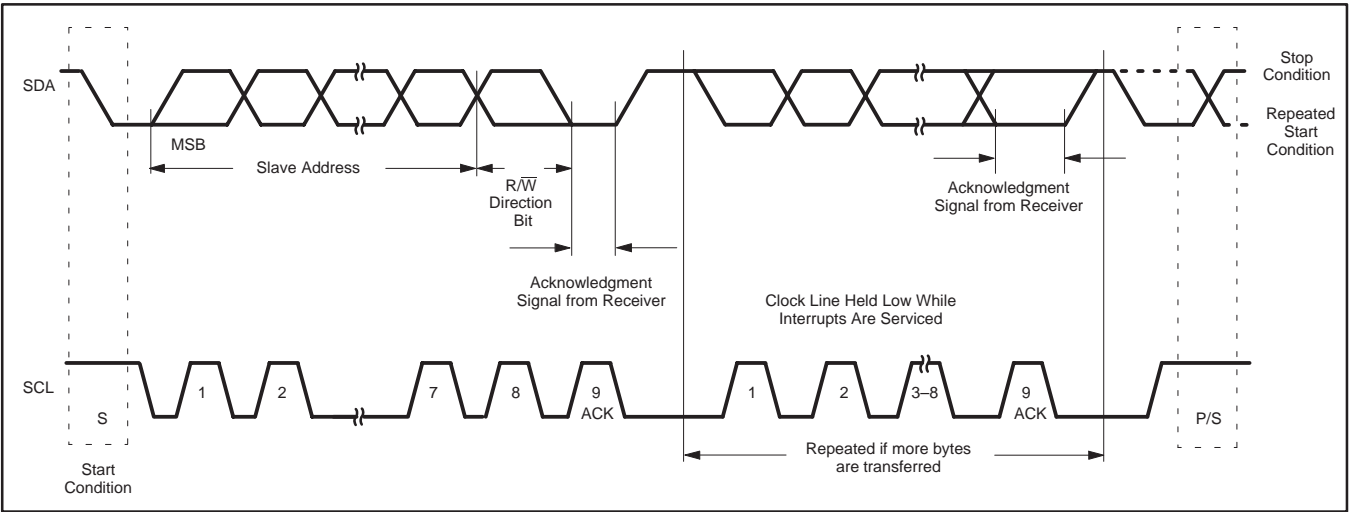 SDA
MSB
Slave Address
R/W̅
Direction
Bit
Acknowledgment
Signal from Receiver
Acknowledgment
Signal from Receiver
Stop
Condition
Repeated
Start
Condition
Clock Line Held Low While
Interrupts Are Serviced
SCL
S
1
2
7
8
9
ACK
1
2
3–8
9
ACK
P/S
Start
Condition
Repeated if more bytes
are transferred